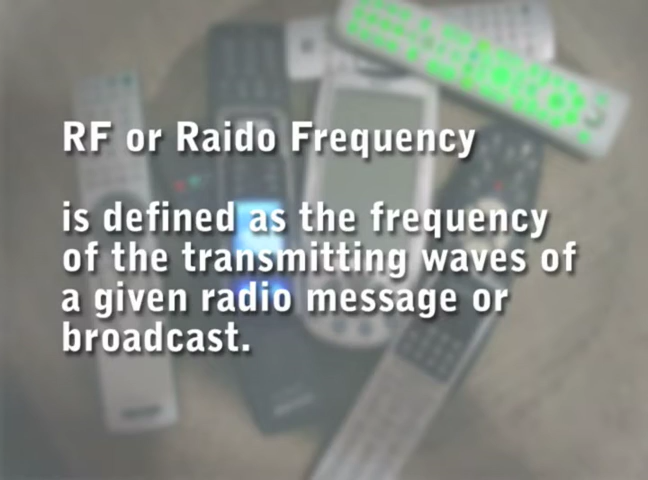 RF or Raido Frequency
is defined as the frequency
of the transmitting waves of
a given radio message or
broadcast.